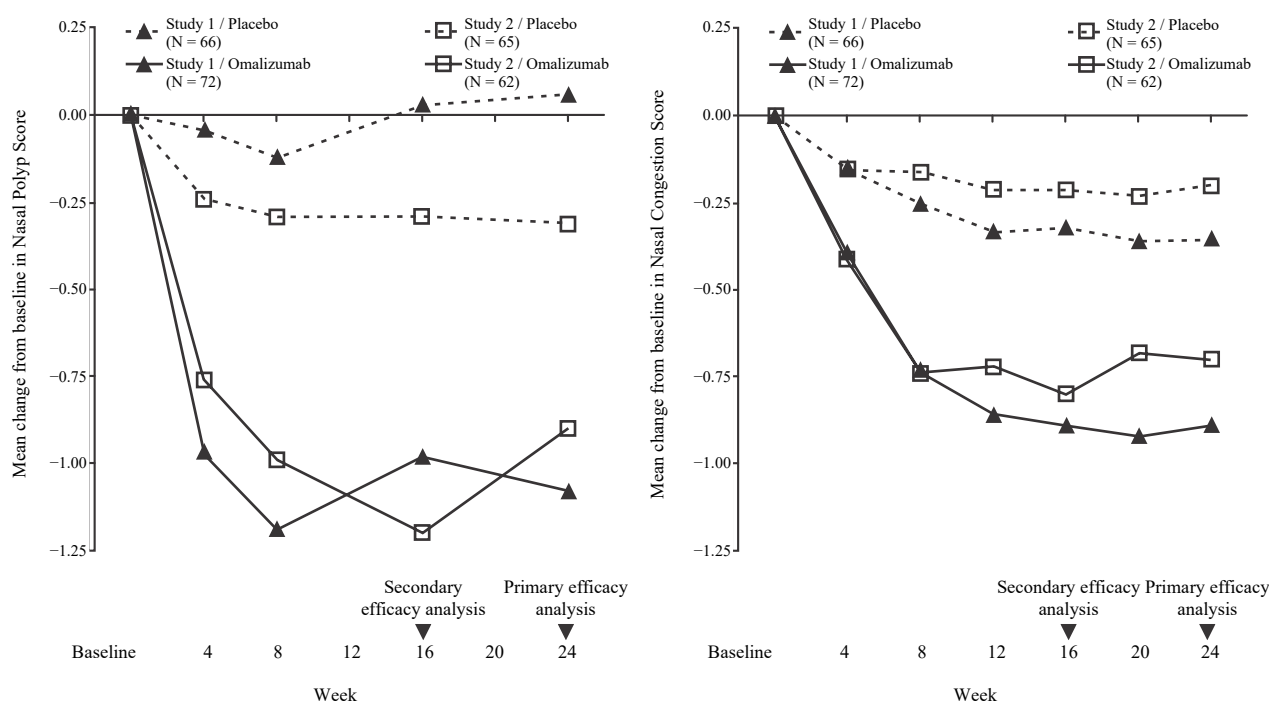 Study 1 / Placebo
(N = 66)
Study 2 / Placebo
(N = 65)
Study 1 / Omalizumab
(N = 72)
Study 2 / Omalizumab
(N = 62)
Mean change from baseline in Nasal Polyp Score
0.25
0.00
−0.25
−0.50
−0.75
−1.00
−1.25
Secondary
efficacy analysis
Primary efficacy
analysis
Baseline 4 8 12 16 20 24
Week
Study 1 / Placebo
(N = 66)
Study 2 / Placebo
(N = 65)
Study 1 / Omalizumab
(N = 72)
Study 2 / Omalizumab
(N = 62)
Mean change from baseline in Nasal Congestion Score
0.25
0.00
−0.25
−0.50
−0.75
−1.00
−1.25
Secondary efficacy
analysis
Primary efficacy
analysis
Baseline 4 8 12 16 20 24
Week